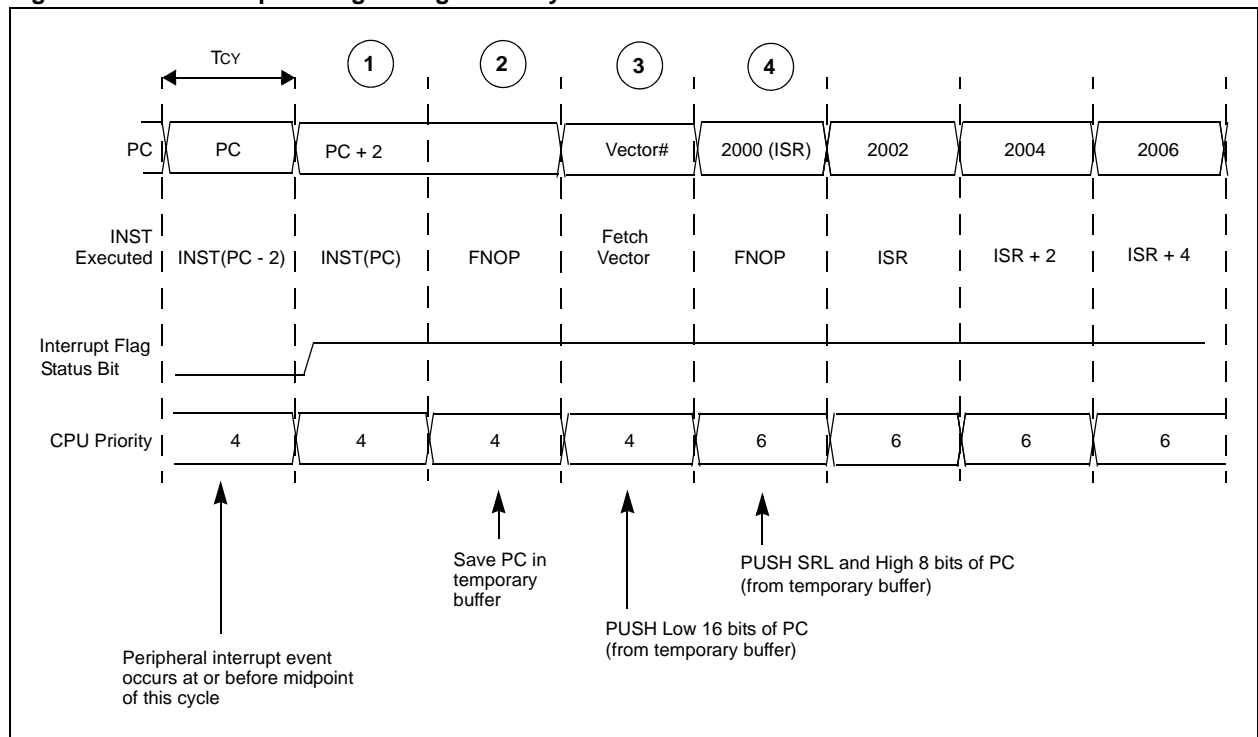 TCY
1
2
3
4
PC
PC
PC + 2
Vector#
2000 (ISR)
2002
2004
2006
INST
Executed
INST(PC - 2)
INST(PC)
FNOP
Fetch
Vector
FNOP
ISR
ISR + 2
ISR + 4
Interrupt Flag
Status Bit
CPU Priority
4
4
4
4
6
6
6
6
Save PC in
temporary
buffer
PUSH SRL and High 8 bits of PC
(from temporary buffer)
PUSH Low 16 bits of PC
(from temporary buffer)
Peripheral interrupt event
occurs at or before midpoint
of this cycle